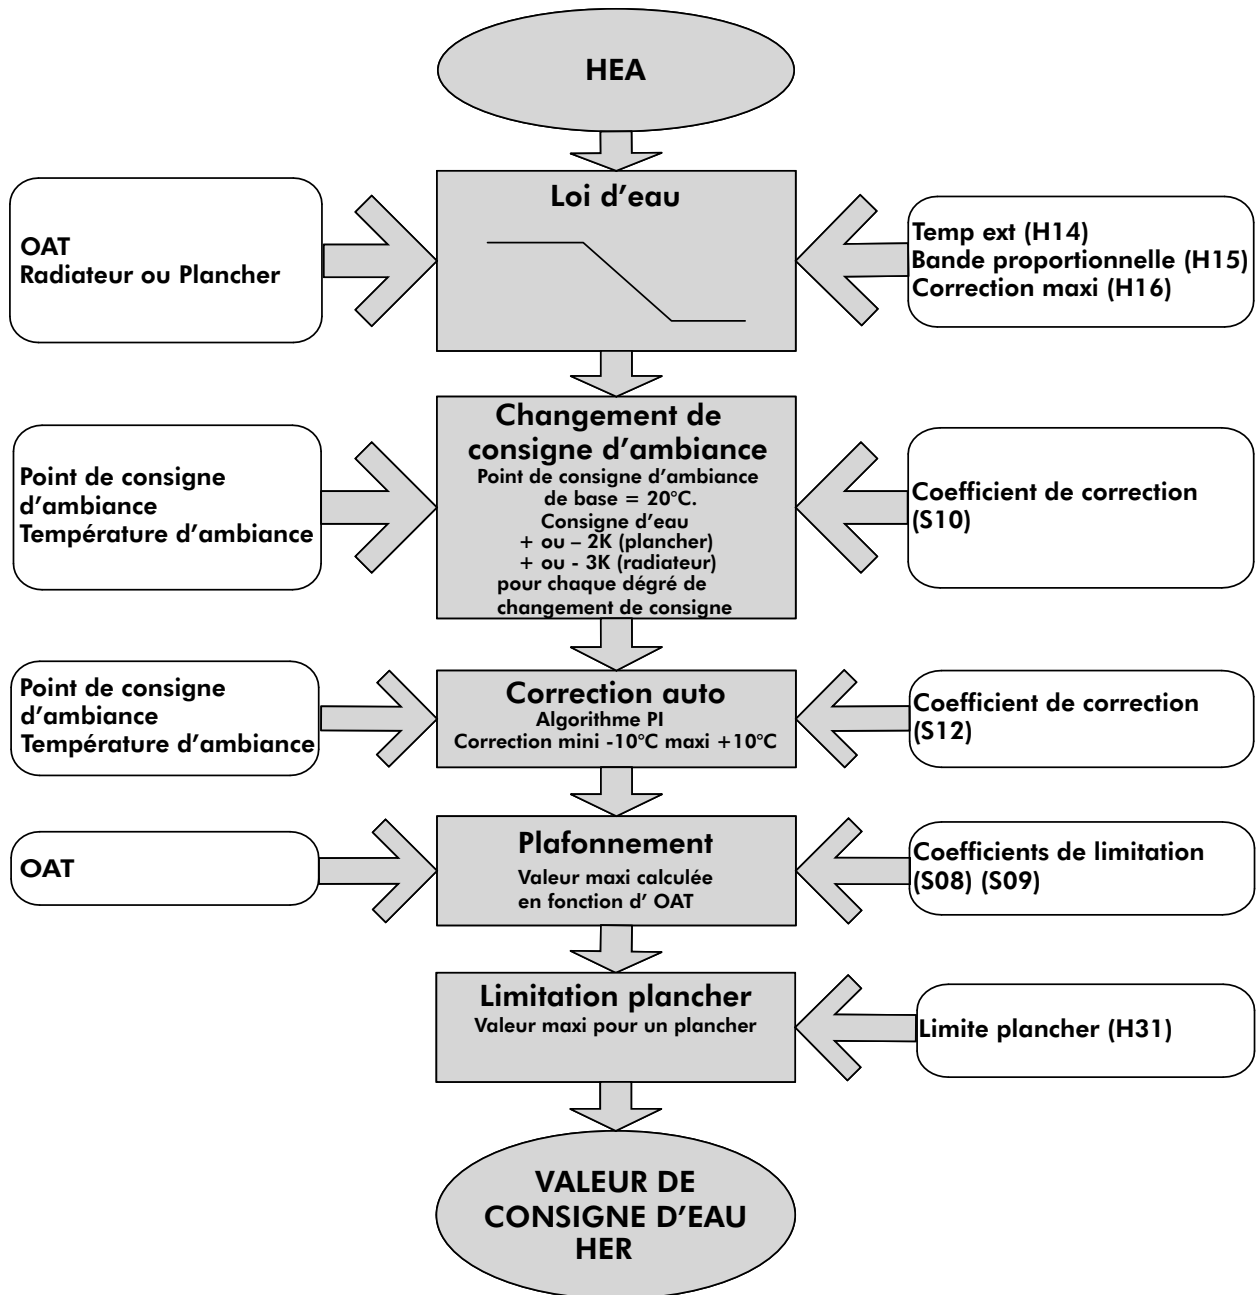 HEA
Loi d'eau
OAT
Radiateur ou Plancher
Temp ext (H14)
Bande proportionnelle (H15)
Correction maxi (H16)
Changement de
consigne d'ambiance
Point de consigne d'ambiance
de base = 20°C.
Consigne d'eau
+ ou – 2K (plancher)
+ ou - 3K (radiateur)
pour chaque dégré de
changement de consigne
Point de consigne
d'ambiance
Température d'ambiance
Coefficient de correction
(S10)
Correction auto
Algorithme PI
Correction mini -10°C maxi +10°C
Point de consigne
d'ambiance
Température d'ambiance
Coefficient de correction
(S12)
Plafonnement
Valeur maxi calculée
en fonction d' OAT
OAT
Coefficients de limitation
(S08) (S09)
Limitation plancher
Valeur maxi pour un plancher
Limite plancher (H31)
VALEUR DE
CONSIGNE D'EAU
HER